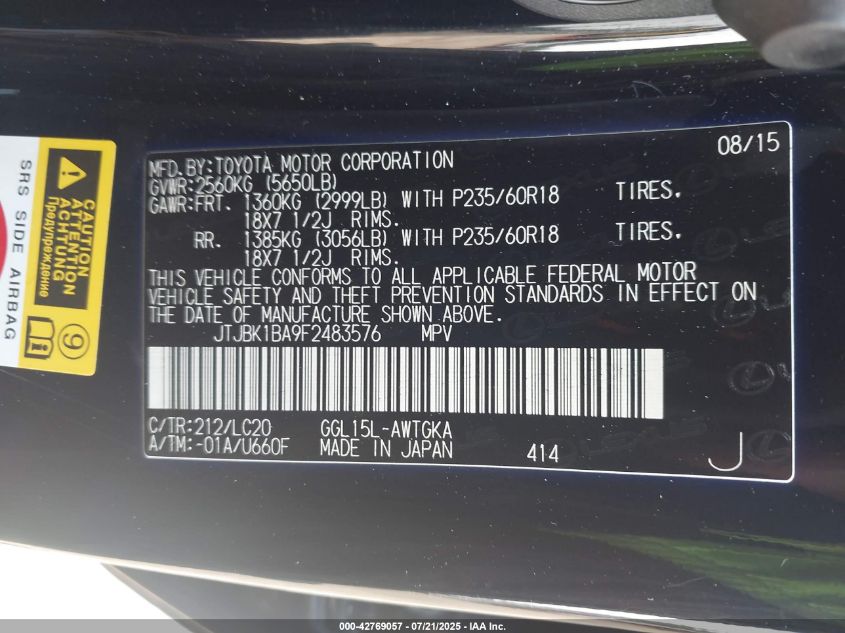 08/15
MFD.BY:TOYOTA MOTOR CORPORATION
GVWR:2560KG (5650LB)
GAWR:FRT. 1360KG (2999LB) WITH P235/60R18 TIRES.
18X7 1/2J RIMS.
RR. 1385KG (3056LB) WITH P235/60R18 TIRES.
18X7 1/2J RIMS.
THIS VEHICLE CONFORMS TO ALL APPLICABLE FEDERAL MOTOR
VEHICLE SAFETY AND THEFT PREVENTION STANDARDS IN EFFECT ON
THE DATE OF MANUFACTURE SHOWN ABOVE.
JTJBK1BA9F2483576 MPV
C/TR:212/LC20 GGL15L-AWTGKA
A/TM:-01A/U660F MADE IN JAPAN 414 J
SRS SIDE AIRBAG
CAUTION
ATTENTION
ACHTUNG
Предупреждение
9
000-42769057 - 07/21/2025 - IAA Inc.